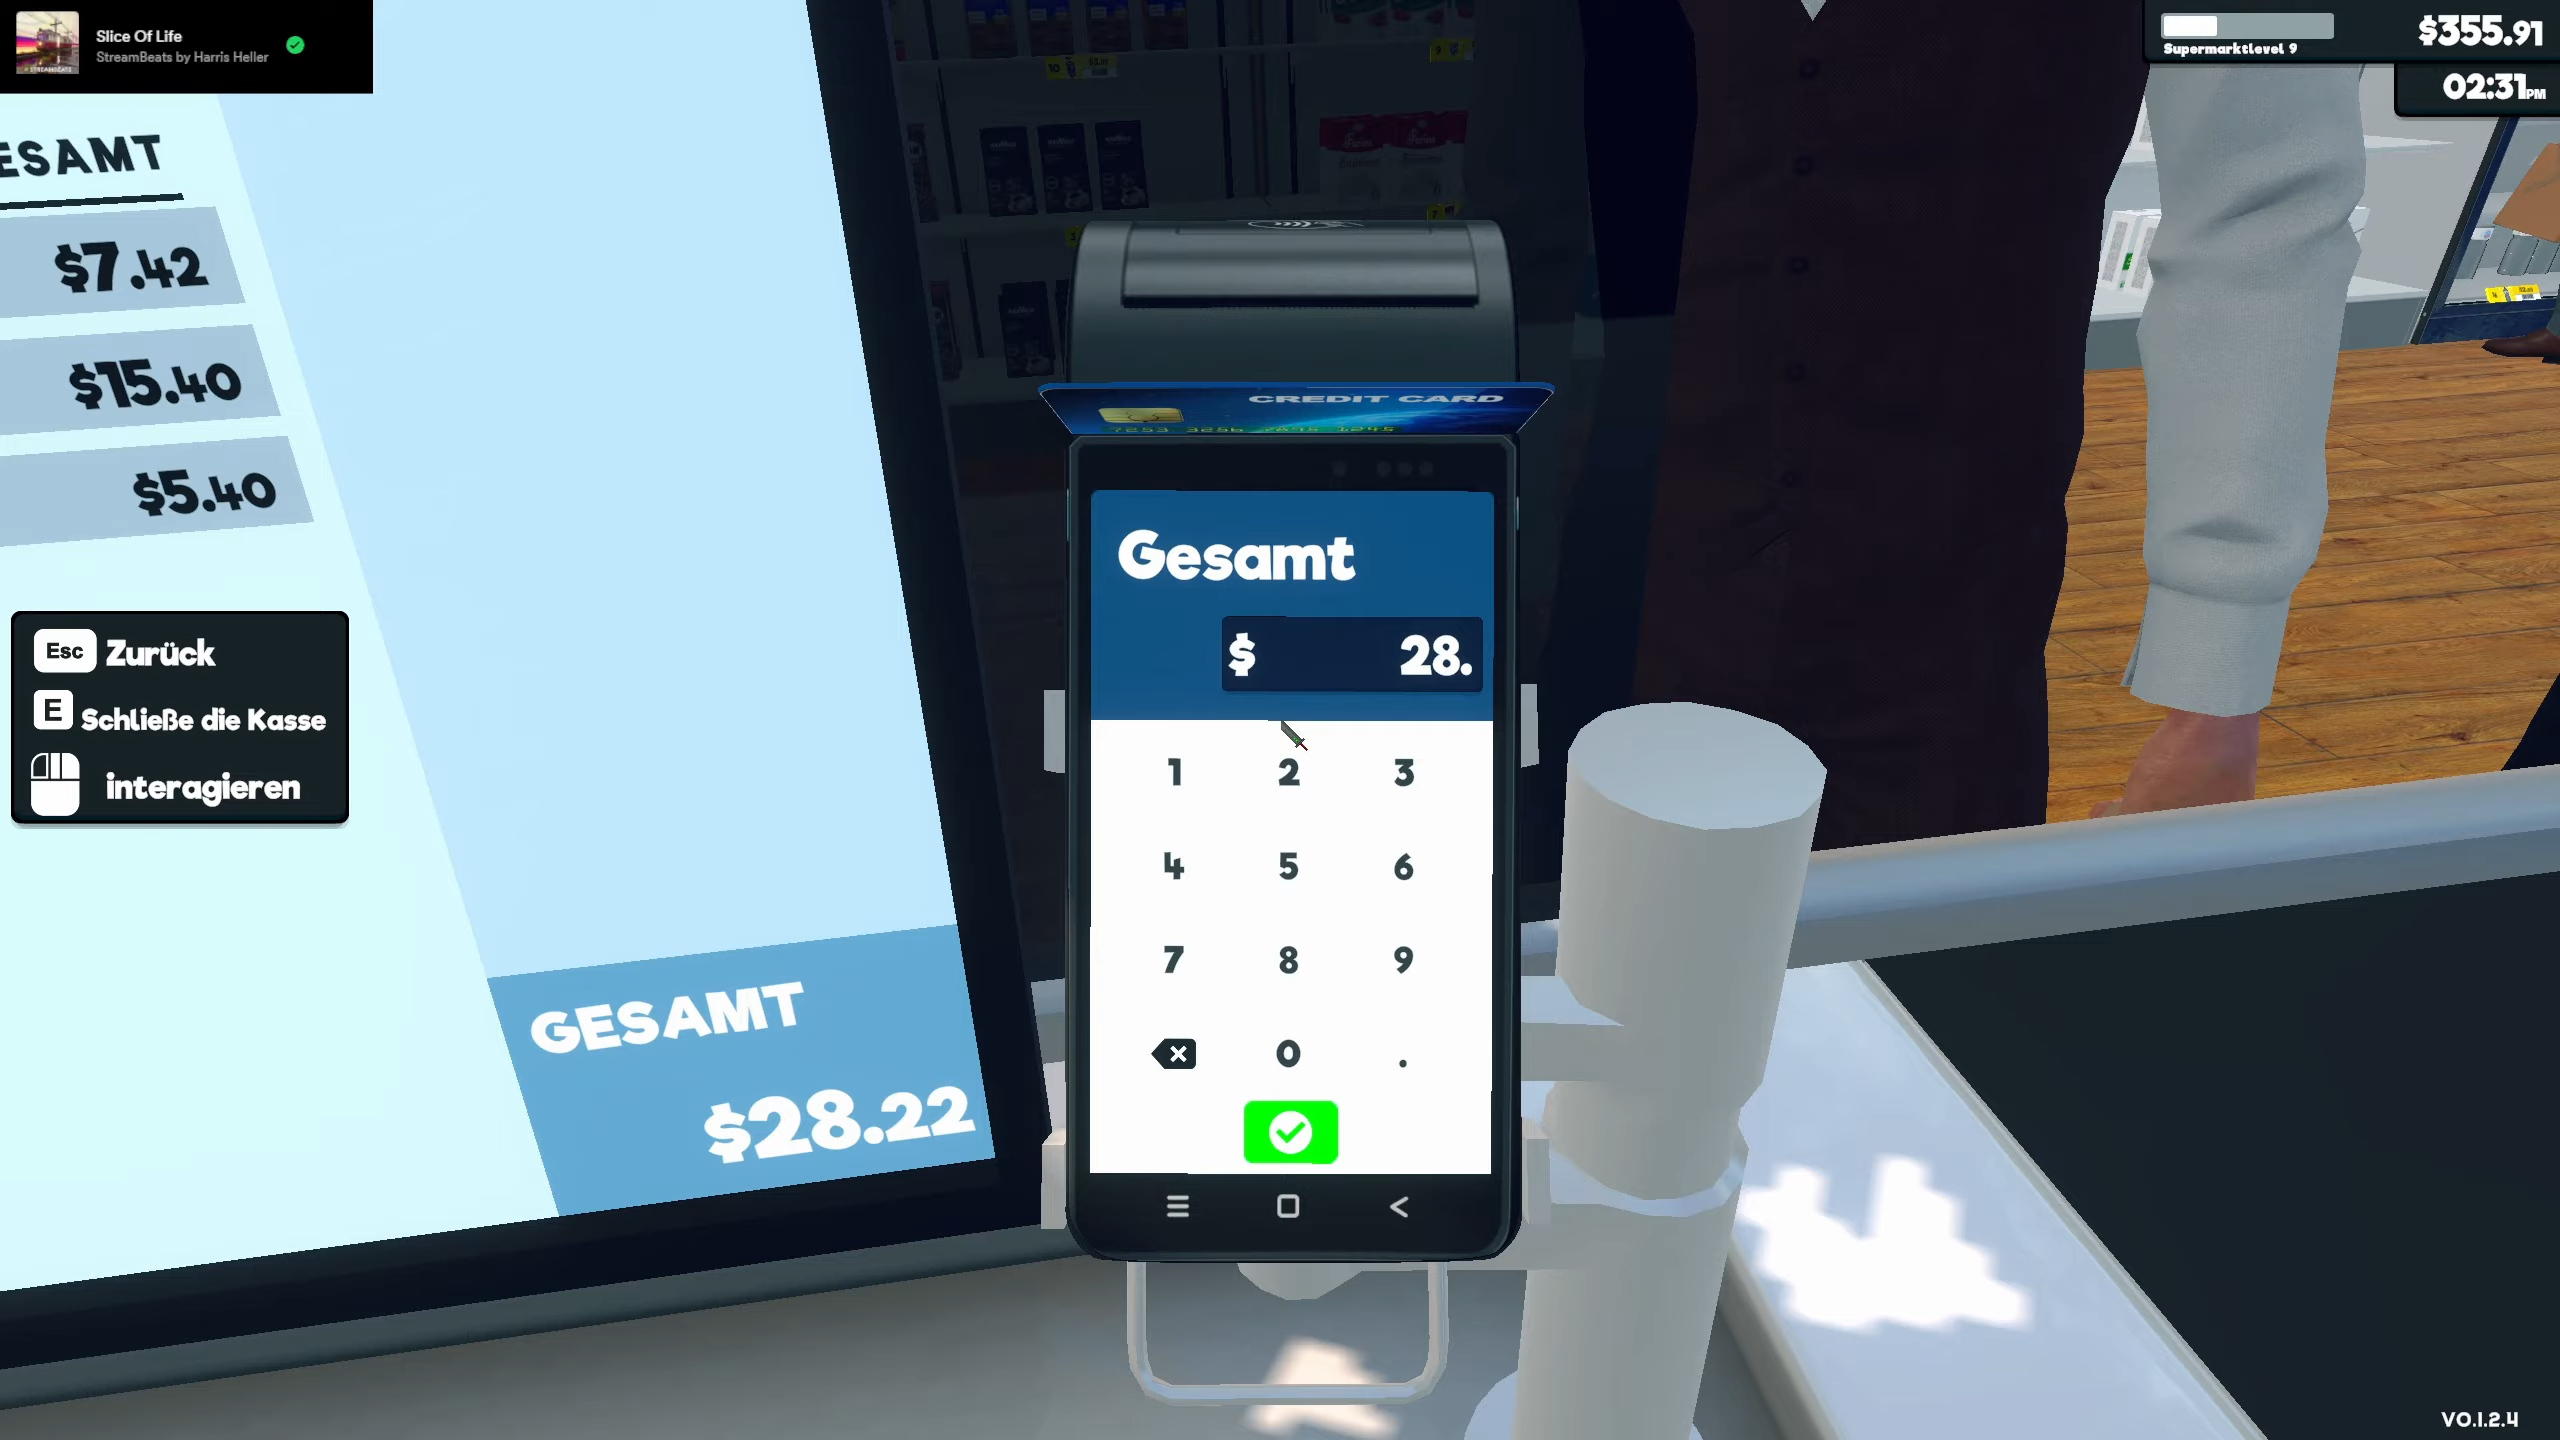 Slice Of Life
StreamBeats by Harris Heller
Supermarktlevel 9
$355.91
02:31PM
ESAMT
$7.42
$15.40
$5.40
Esc Zurück
E Schließe die Kasse
interagieren
GESAMT
$28.22
CREDIT CARD
Gesamt
$ 28.
1 2 3
4 5 6
7 8 9
0 .
V0.1.2.4